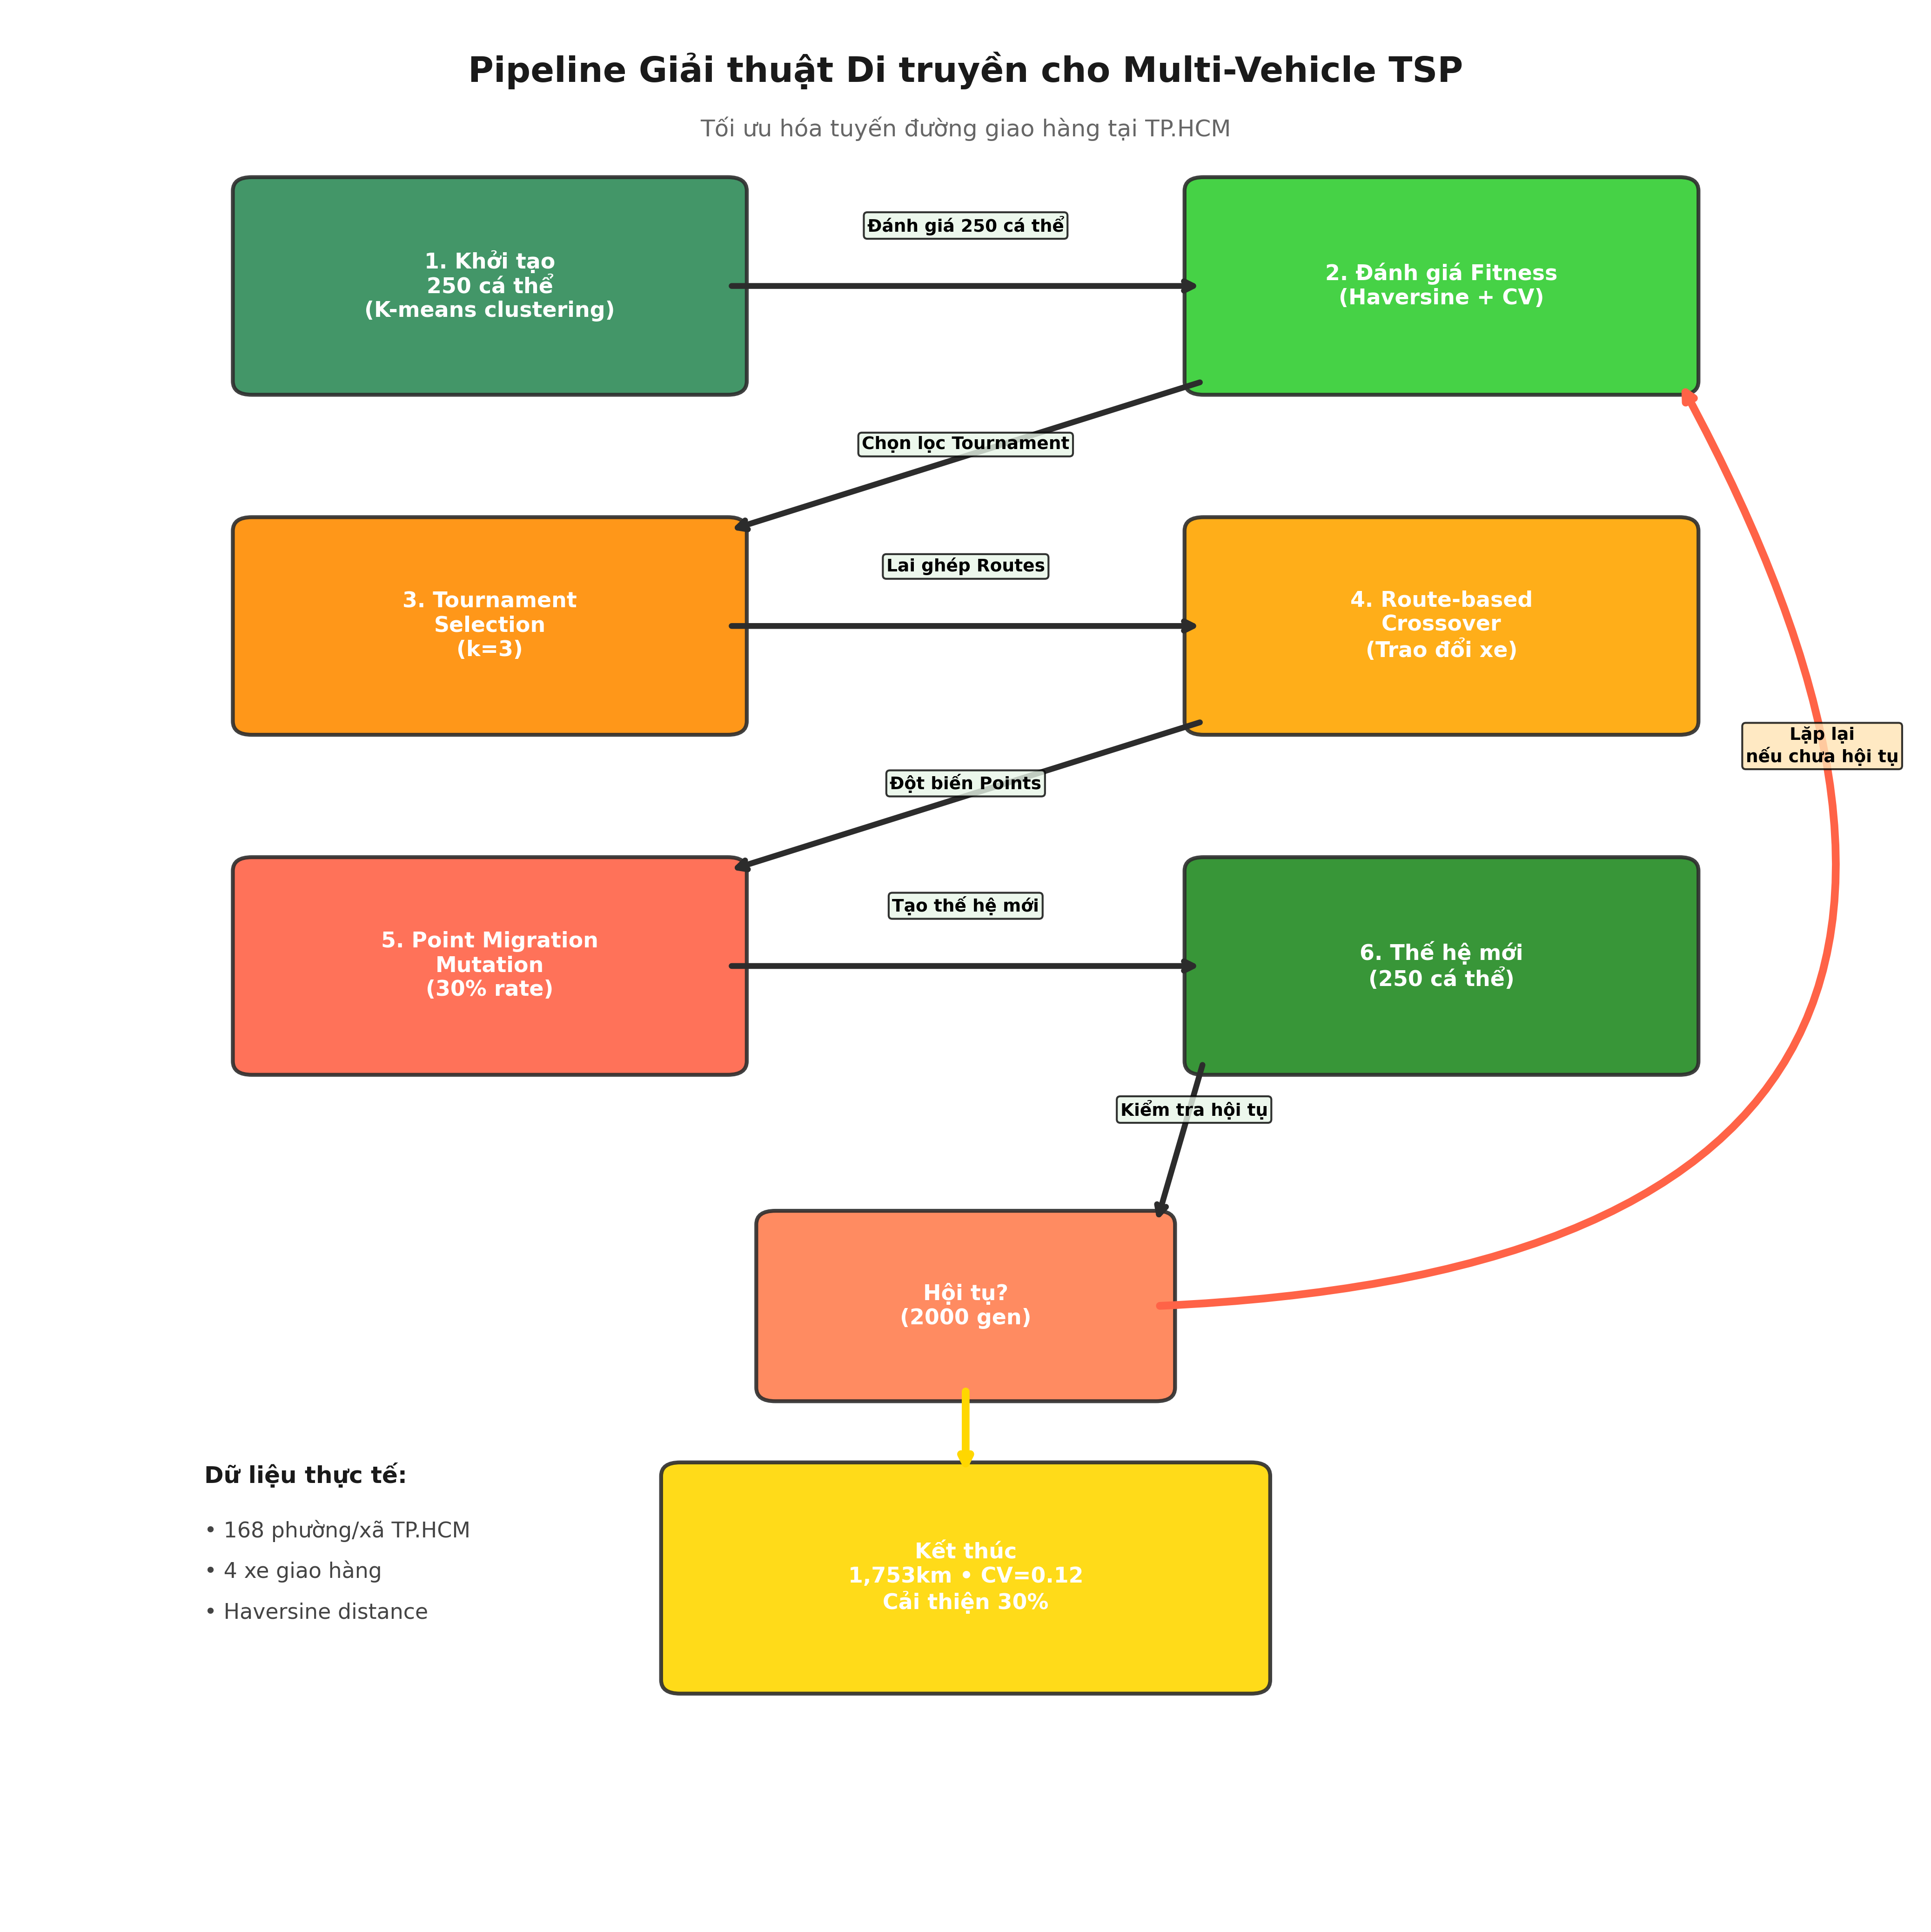 Pipeline Giải thuật Di truyền cho Multi-Vehicle TSP
Tối ưu hóa tuyến đường giao hàng tại TP.HCM
1. Khởi tạo
250 cá thể
(K-means clustering)
Đánh giá 250 cá thể
2. Đánh giá Fitness
(Haversine + CV)
Chọn lọc Tournament
3. Tournament
Selection
(k=3)
Lai ghép Routes
4. Route-based
Crossover
(Trao đổi xe)
Lặp lại
nếu chưa hội tụ
Đột biến Points
5. Point Migration
Mutation
(30% rate)
Tạo thế hệ mới
6. Thế hệ mới
(250 cá thể)
Kiểm tra hội tụ
Hội tụ?
(2000 gen)
Dữ liệu thực tế:
• 168 phường/xã TP.HCM
• 4 xe giao hàng
• Haversine distance
Kết thúc
1,753km • CV=0.12
Cải thiện 30%